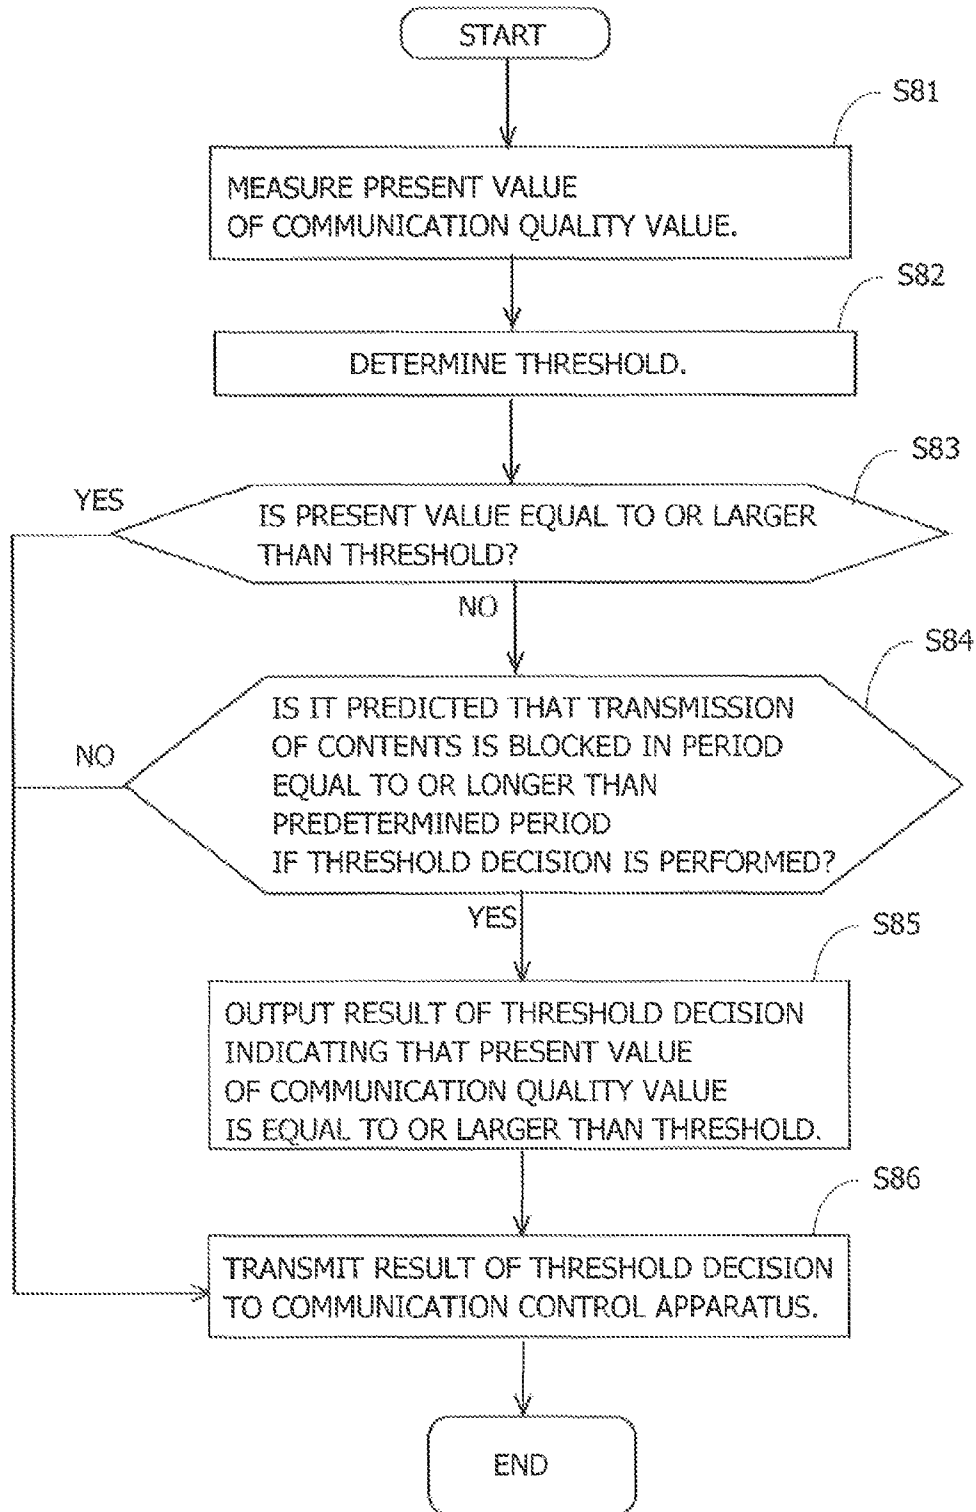 START
S81
MEASURE PRESENT VALUE
OF COMMUNICATION QUALITY VALUE.
S82
DETERMINE THRESHOLD.
S83
YES
IS PRESENT VALUE EQUAL TO OR LARGER
THAN THRESHOLD?
NO
S84
IS IT PREDICTED THAT TRANSMISSION
OF CONTENTS IS BLOCKED IN PERIOD
NO
EQUAL TO OR LONGER THAN
PREDETERMINED PERIOD
IF THRESHOLD DECISION IS PERFORMED?
YES
S85
OUTPUT RESULT OF THRESHOLD DECISION
INDICATING THAT PRESENT VALUE
OF COMMUNICATION QUALITY VALUE
IS EQUAL TO OR LARGER THAN THRESHOLD.
S86
TRANSMIT RESULT OF THRESHOLD DECISION
TO COMMUNICATION CONTROL APPARATUS.
END